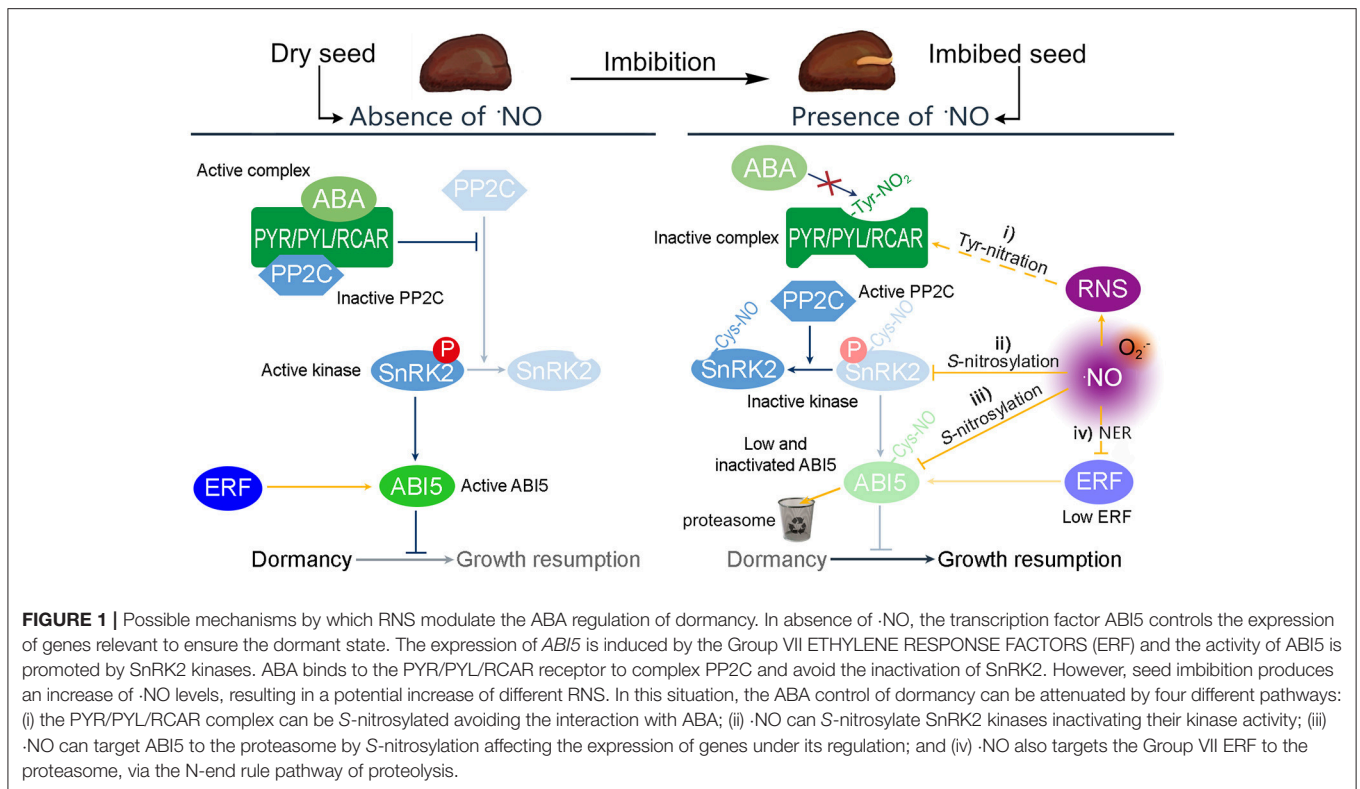 Dry seed
Imbibition
Imbibed seed
Absence of ·NO
Presence of ·NO
Active complex
ABA
PP2C
PYR/PYL/RCAR
PP2C
Inactive PP2C
P
Active kinase
SnRK2
SnRK2
ERF
ABI5
Active ABI5
Dormancy
Growth resumption
ABA
-Tyr-NO2
Inactive complex
PYR/PYL/RCAR
i)
Tyr-nitration
RNS
PP2C
Active PP2C
-Cys-NO
-Cys-NO
O2·-
·NO
P
ii)
S-nitrosylation
SnRK2
SnRK2
Inactive kinase
iii)
S-nitrosylation
iv) NER
Low and
inactivated ABI5
-Cys-NO
ABI5
ERF
Low ERF
proteasome
Dormancy
Growth resumption
FIGURE 1 | Possible mechanisms by which RNS modulate the ABA regulation of dormancy. In absence of ·NO, the transcription factor ABI5 controls the expression
of genes relevant to ensure the dormant state. The expression of ABI5 is induced by the Group VII ETHYLENE RESPONSE FACTORS (ERF) and the activity of ABI5 is
promoted by SnRK2 kinases. ABA binds to the PYR/PYL/RCAR receptor to complex PP2C and avoid the inactivation of SnRK2. However, seed imbibition produces
an increase of ·NO levels, resulting in a potential increase of different RNS. In this situation, the ABA control of dormancy can be attenuated by four different pathways:
(i) the PYR/PYL/RCAR complex can be S-nitrosylated avoiding the interaction with ABA; (ii) ·NO can S-nitrosylate SnRK2 kinases inactivating their kinase activity; (iii)
·NO can target ABI5 to the proteasome by S-nitrosylation affecting the expression of genes under its regulation; and (iv) ·NO also targets the Group VII ERF to the
proteasome, via the N-end rule pathway of proteolysis.